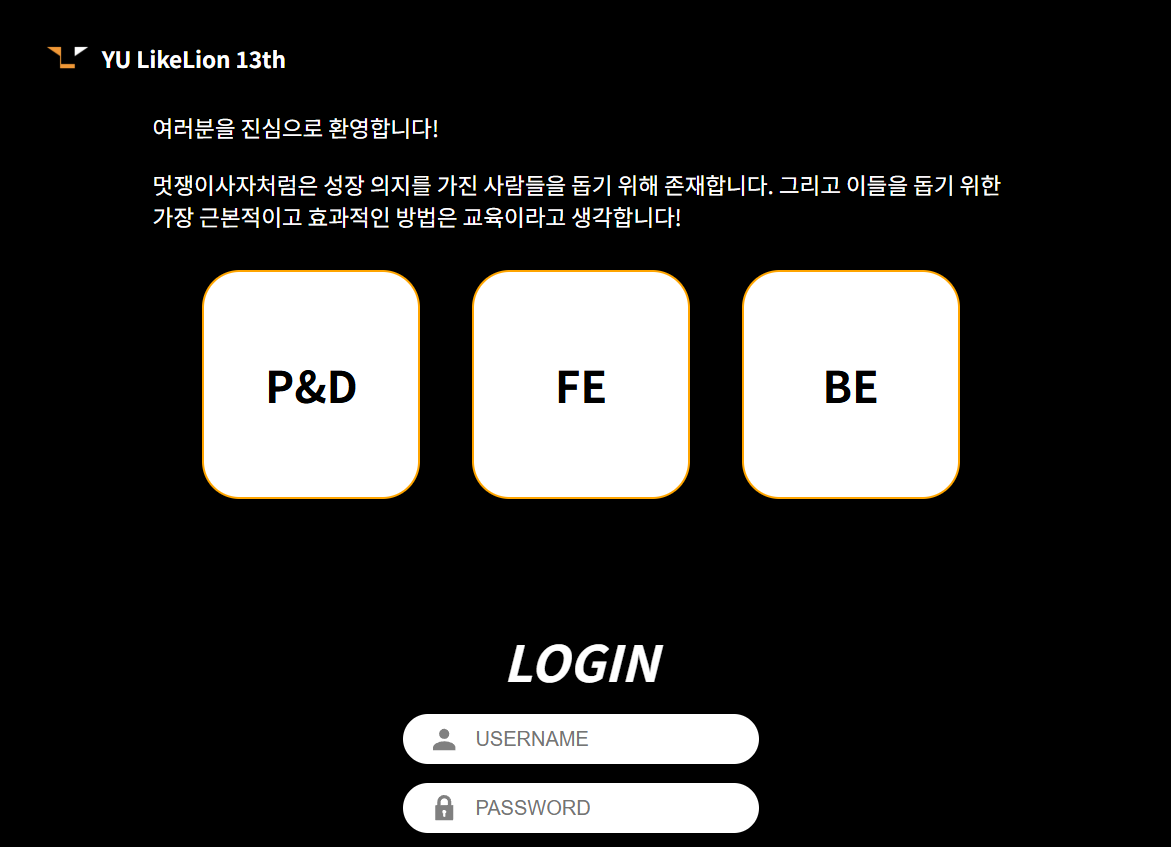 YU LikeLion 13th
여러분을 진심으로 환영합니다!
멋쟁이사자처럼은 성장 의지를 가진 사람들을 돕기 위해 존재합니다. 그리고 이들을 돕기 위한
가장 근본적이고 효과적인 방법은 교육이라고 생각합니다!
P&D FE BE
LOGIN
USERNAME
PASSWORD